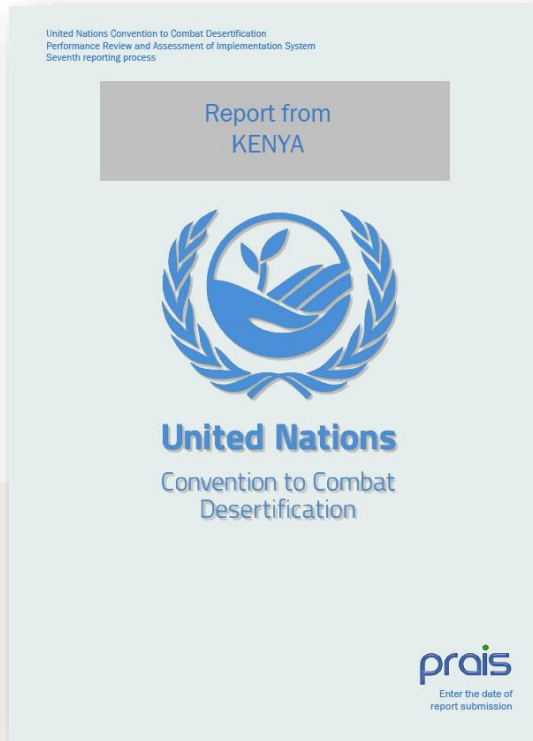 United Nations Convention to Combat Desertification
Performance Review and Assessment of Implementation System
Seventh reporting process
Report from
KENYA
United Nations
Convention to Combat
Desertification
prais
Enter the date of
report submission